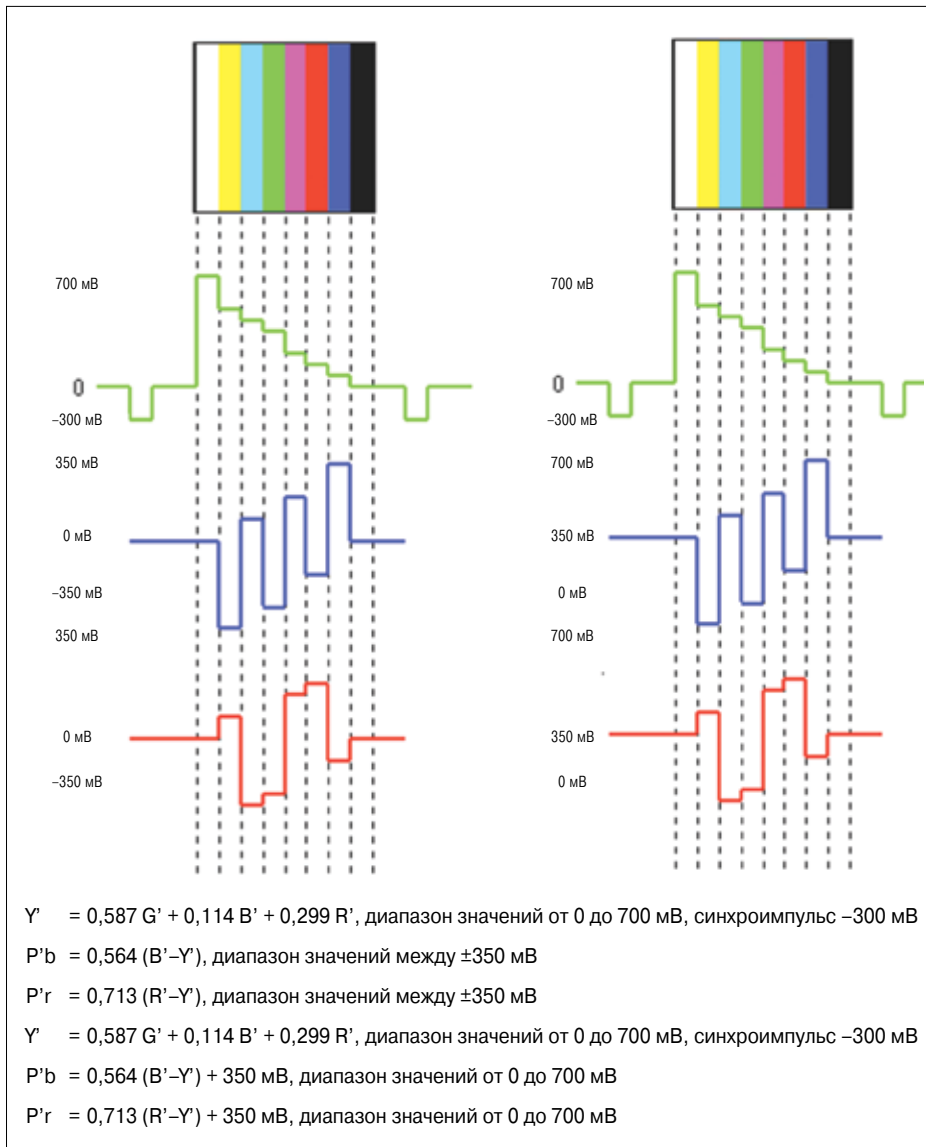 700 мВ
0
–300 мВ
350 мВ
0 мВ
–350 мВ
350 мВ
0 мВ
–350 мВ
700 мВ
0
–300 мВ
700 мВ
350 мВ
0 мВ
700 мВ
350 мВ
0 мВ
Y' = 0,587 G' + 0,114 B' + 0,299 R', диапазон значений от 0 до 700 мВ, синхроимпульс –300 мВ
P'b = 0,564 (B'–Y'), диапазон значений между ±350 мВ
P'r = 0,713 (R'–Y'), диапазон значений между ±350 мВ
Y' = 0,587 G' + 0,114 B' + 0,299 R', диапазон значений от 0 до 700 мВ, синхроимпульс –300 мВ
P'b = 0,564 (B'–Y') + 350 мВ, диапазон значений от 0 до 700 мВ
P'r = 0,713 (R'–Y') + 350 мВ, диапазон значений от 0 до 700 мВ